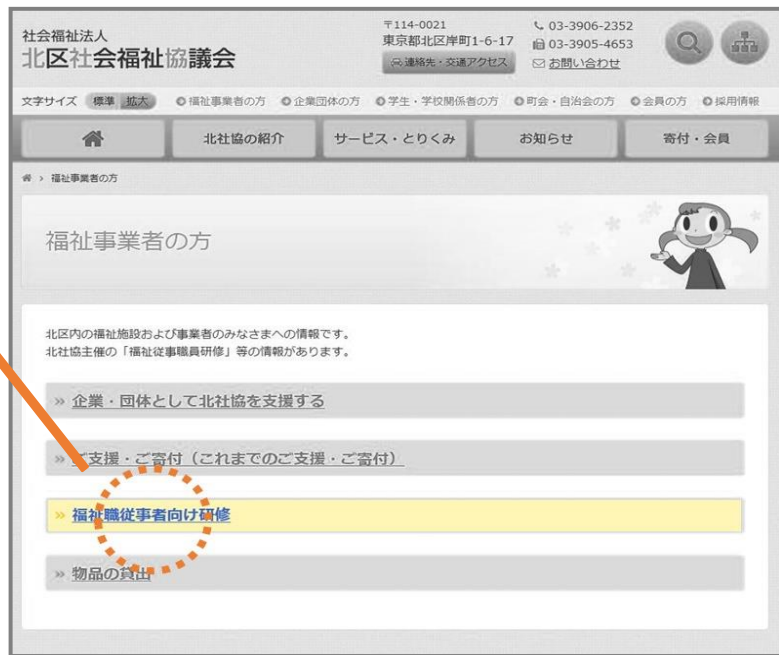 社会福祉法人
北区社会福祉協議会
〒114-0021
東京都北区岸町1-6-17
連絡先・交通アクセス
03-3906-2352
03-3905-4653
お問い合わせ
文字サイズ 標準 拡大 福祉事業者の方 企業団体の方 学生・学校関係者の方 町会・自治会の方 会員の方 採用情報
北社協の紹介 サービス・とりくみ お知らせ 寄付・会員
> 福祉事業者の方
福祉事業者の方
北区内の福祉施設および事業者のみなさまへの情報です。
北社協主催の「福祉従事職員研修」等の情報があります。
» 企業・団体として北社協を支援する
» ご支援・ご寄付（これまでのご支援・ご寄付）
» 福祉職従事者向け研修
» 物品の貸出